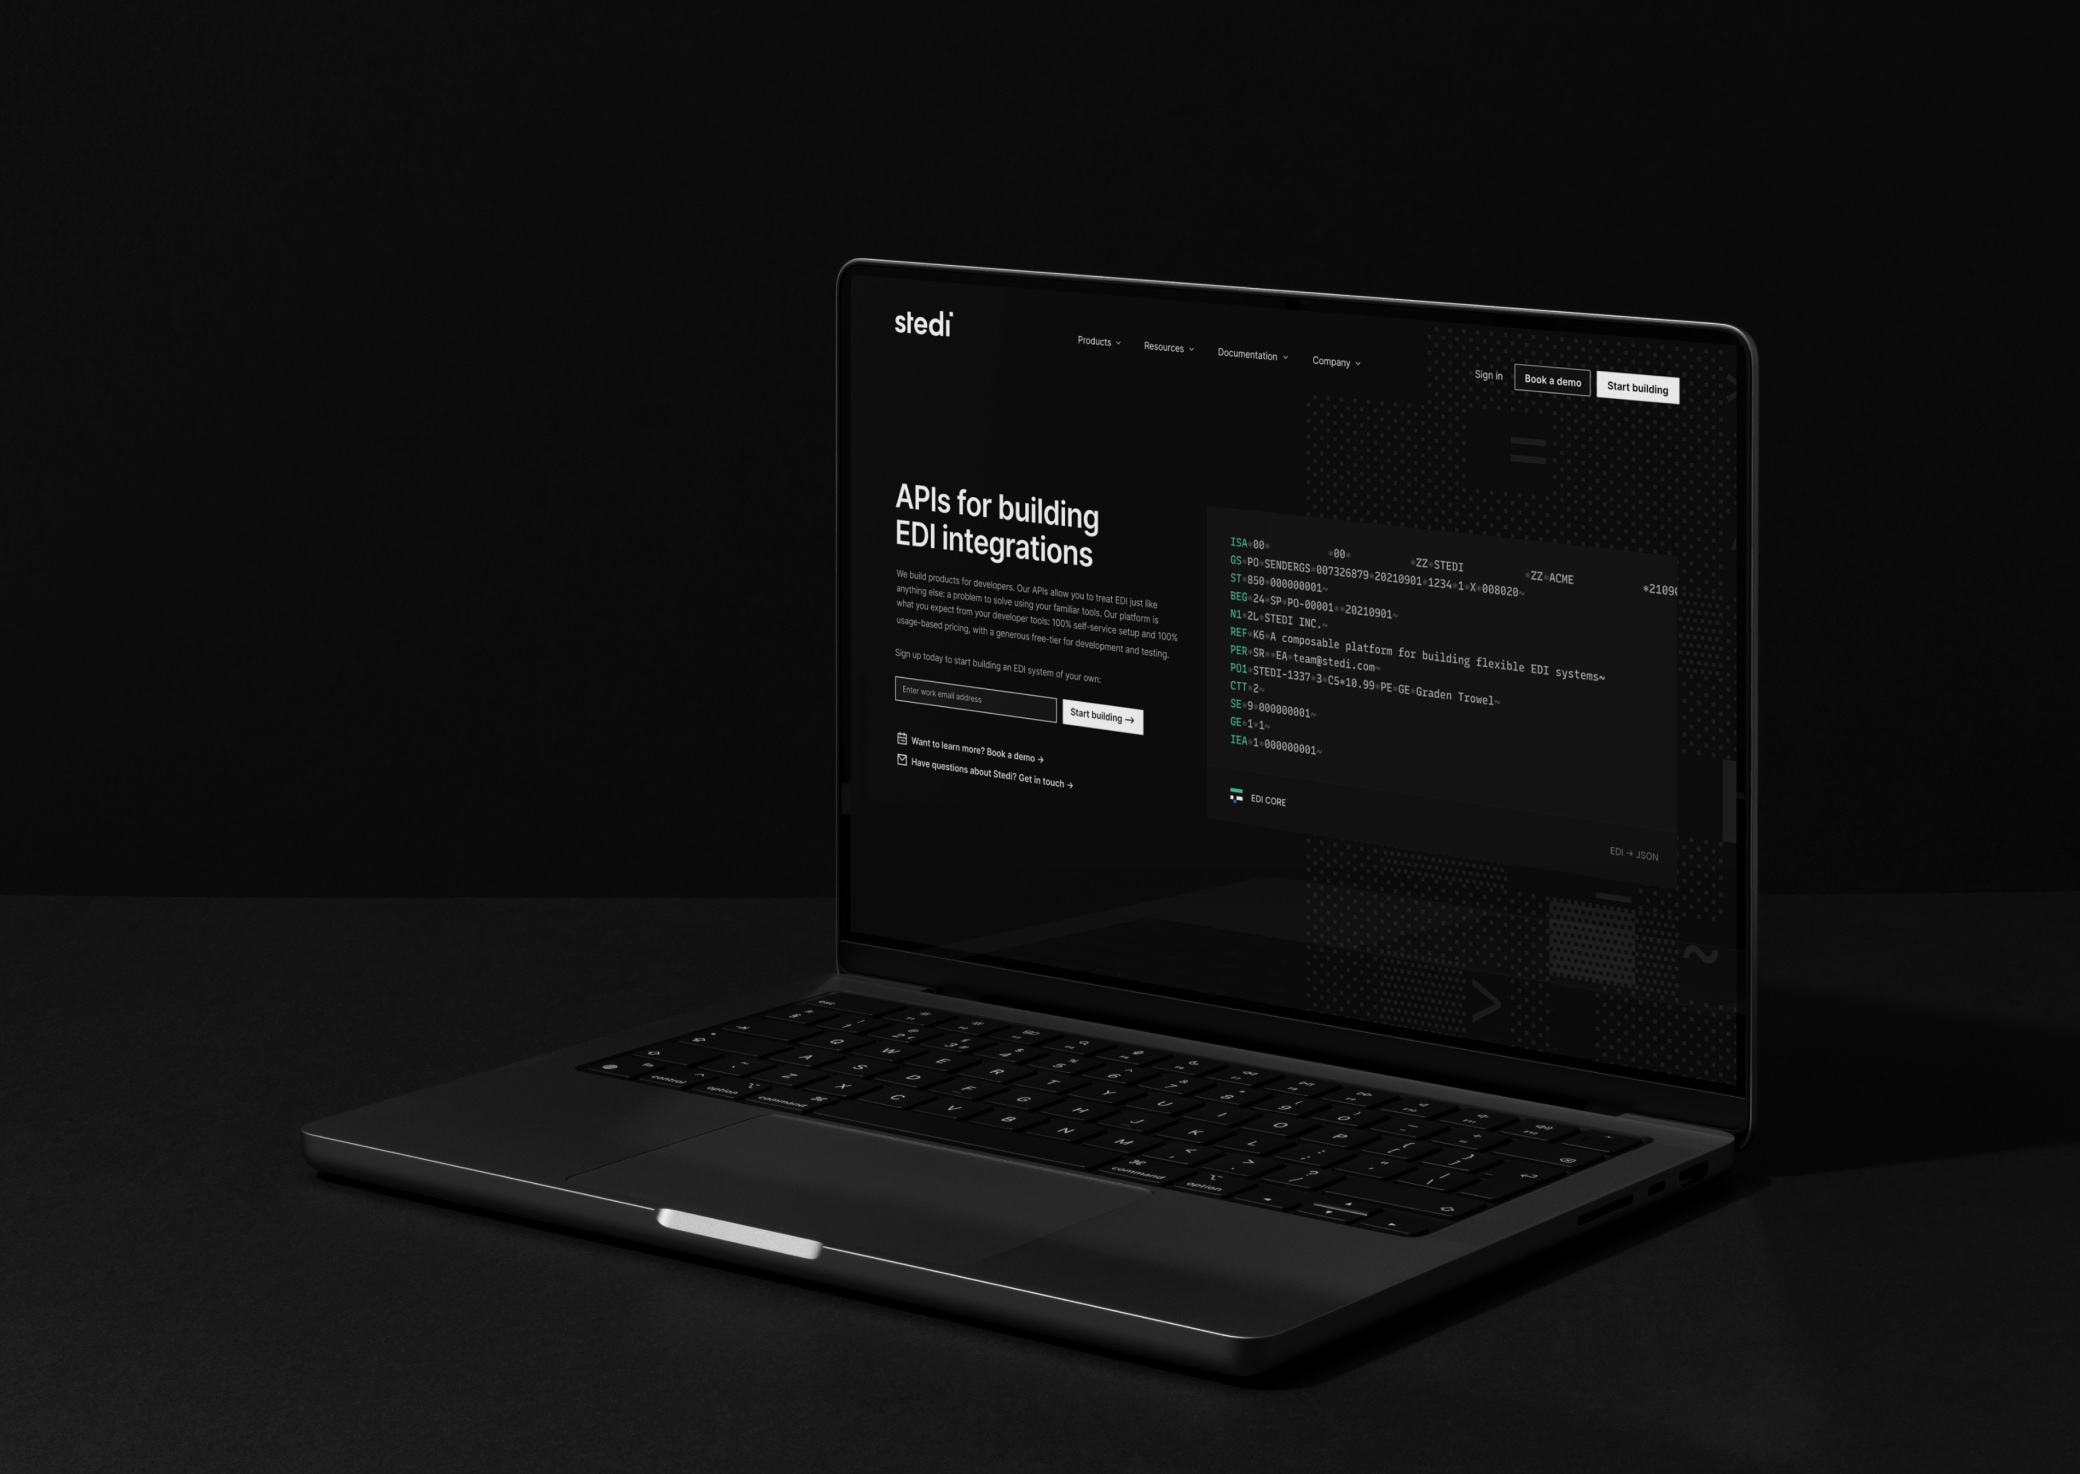 stedi
Products
Resources
Documentation
Company
Sign in
Book a demo
Start building
APIs for building
EDI integrations
We build products for developers. Our APIs allow you to treat EDI just like
anything else: a problem to solve using your familiar tools. Our platform is
what you expect from your developer tools: 100% self-service setup and 100%
usage-based pricing, with a generous free-tier for development and testing.
Sign up today to start building an EDI system of your own:
Enter work email address
Start building →
Want to learn more? Book a demo →
Have questions about Stedi? Get in touch →
ISA*00* *00* *ZZ*STEDI *ZZ*ACME *2109
GS*PO*SENDERGS*007326879*20210901*1234*1*X*008020~
ST*850*000000001~
BEG*24*SP*PO-00001**20210901~
N1*2L*STEDI INC.~
REF*K6*A composable platform for building flexible EDI systems~
PER*SR**EA*team@stedi.com~
PO1*STEDI-1337*3*C5*10.99*PE*GE*Graden Trowel~
CTT*2~
SE*9*000000001~
GE*1*1~
IEA*1*000000001~
EDI CORE
EDI → JSON
=
>
~
esc
Q W E R T Y U I O P
A S D F G H J K L
Z X C V B N M
control option command command option